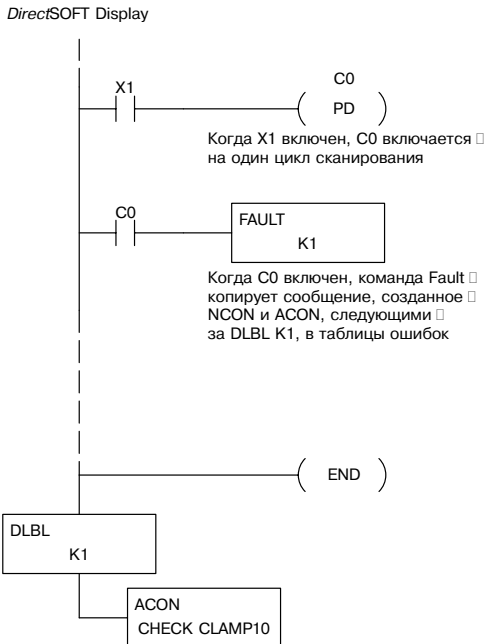 DirectSOFT Display
X1
C0
PD
Когда X1 включен, C0 включается
на один цикл сканирования
C0
FAULT
K1
Когда C0 включен, команда Fault
копирует сообщение, созданное
NCON и ACON, следующими
за DLBL K1, в таблицы ошибок
END
DLBL
K1
ACON
CHECK CLAMP10